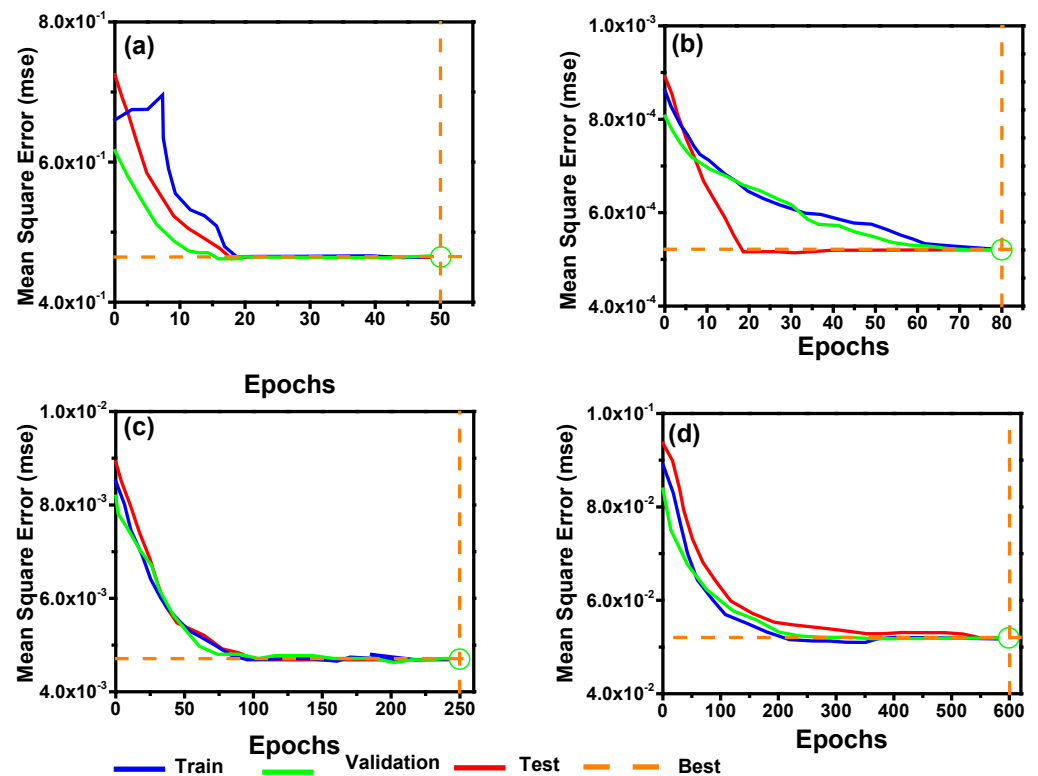 (a)
Mean Square Error (mse)
8.0x10⁻¹
6.0x10⁻¹
4.0x10⁻¹
0 10 20 30 40 50
Epochs
(b)
Mean Square Error (mse)
1.0x10⁻³
8.0x10⁻⁴
6.0x10⁻⁴
4.0x10⁻⁴
0 10 20 30 40 50 60 70 80
Epochs
(c)
Mean Square Error (mse)
1.0x10⁻²
8.0x10⁻³
6.0x10⁻³
4.0x10⁻³
0 50 100 150 200 250
Epochs
(d)
Mean Square Error (mse)
1.0x10⁻¹
8.0x10⁻²
6.0x10⁻²
4.0x10⁻²
0 100 200 300 400 500 600
Epochs
Train Validation Test Best